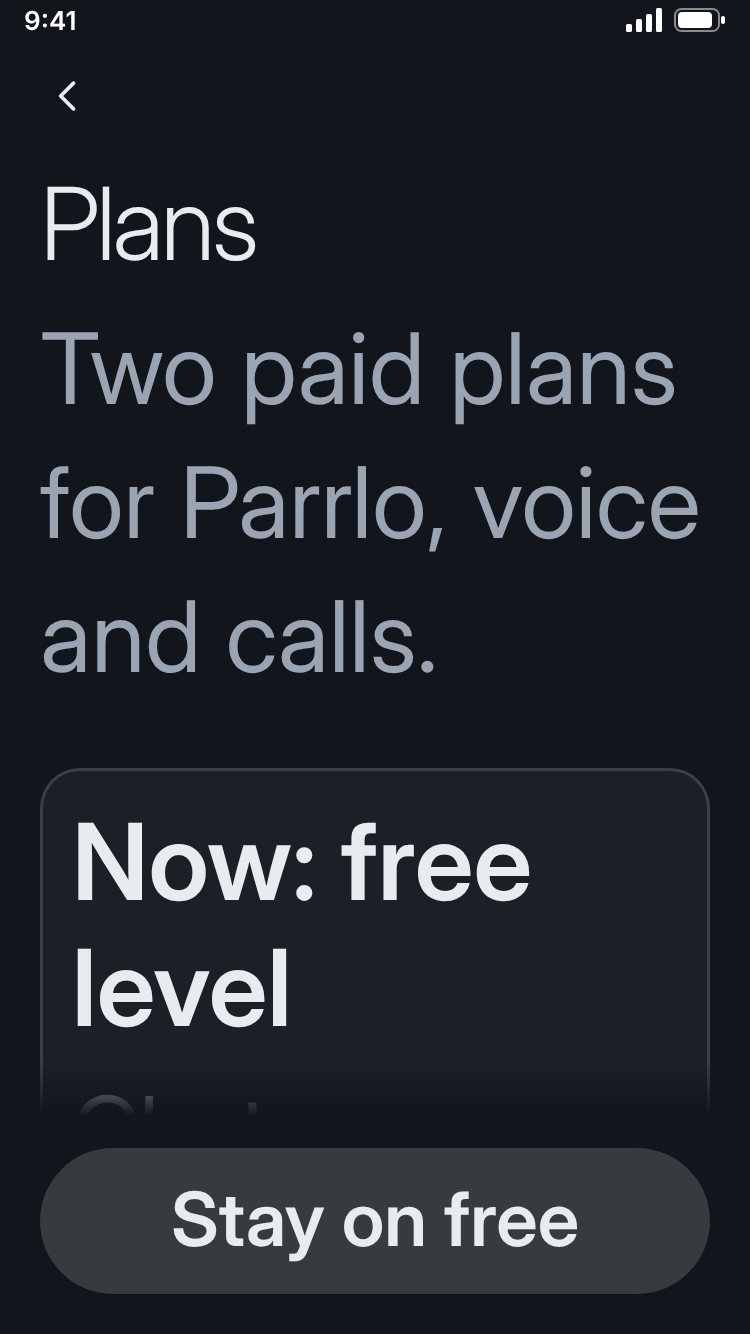 9:41
Plans
Two paid plans
for Parrlo, voice
and calls.
Now: free
level
Stay on free